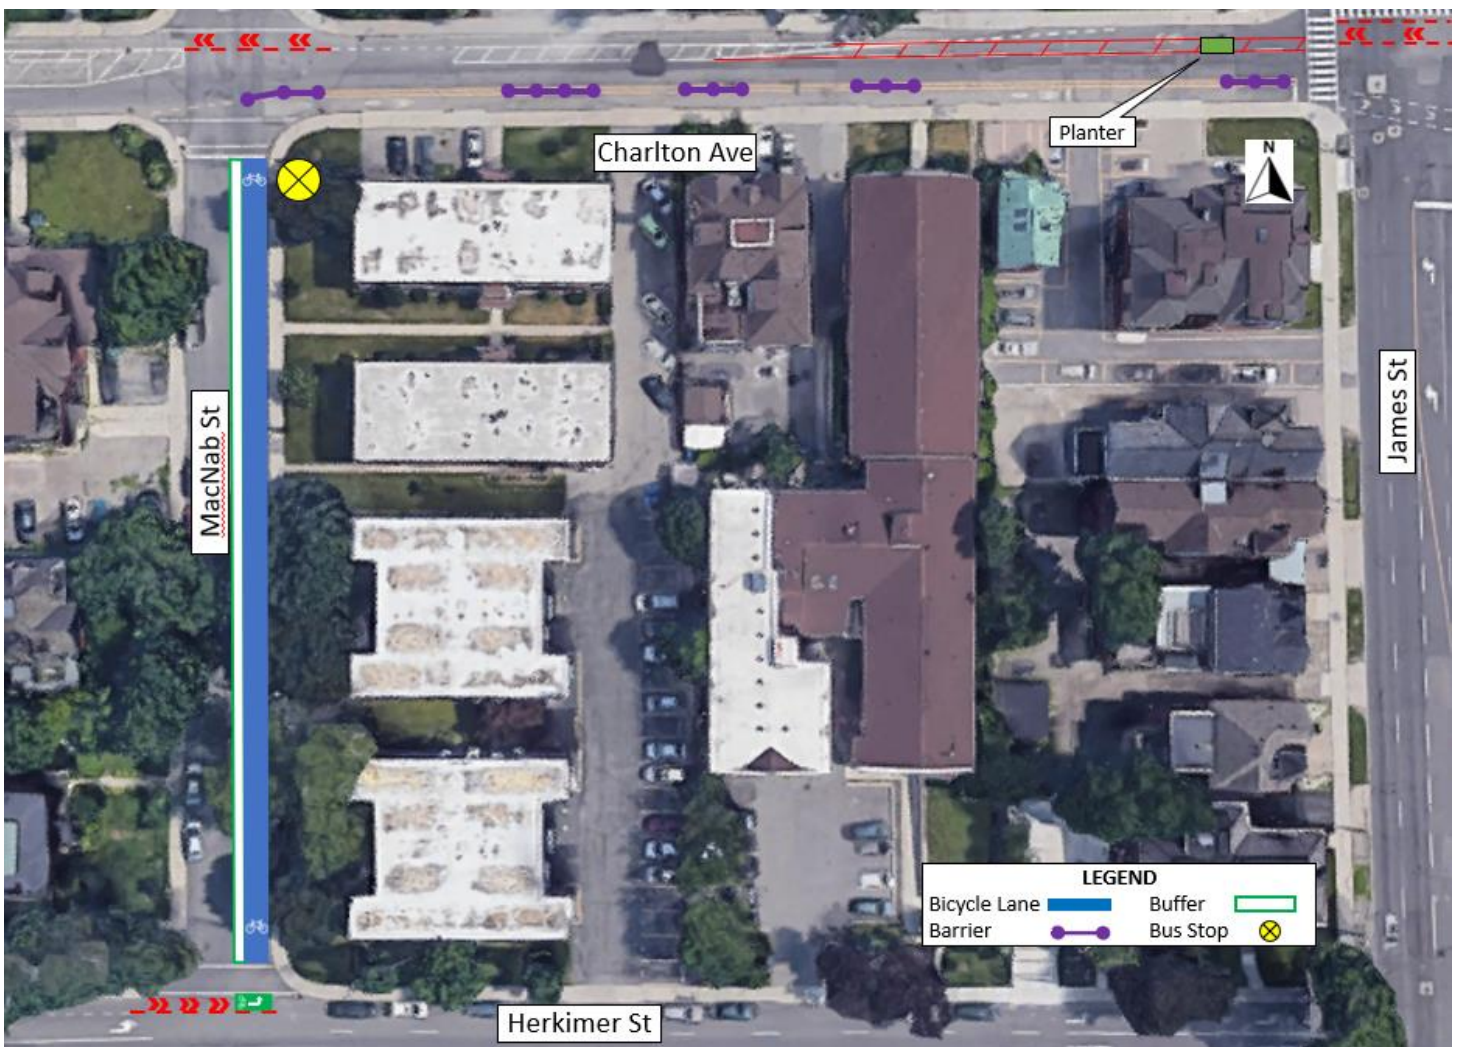 Planter
Charlton Ave
N
MacNab St
James St
LEGEND
Bicycle Lane
Buffer
Barrier
Bus Stop
Herkimer St